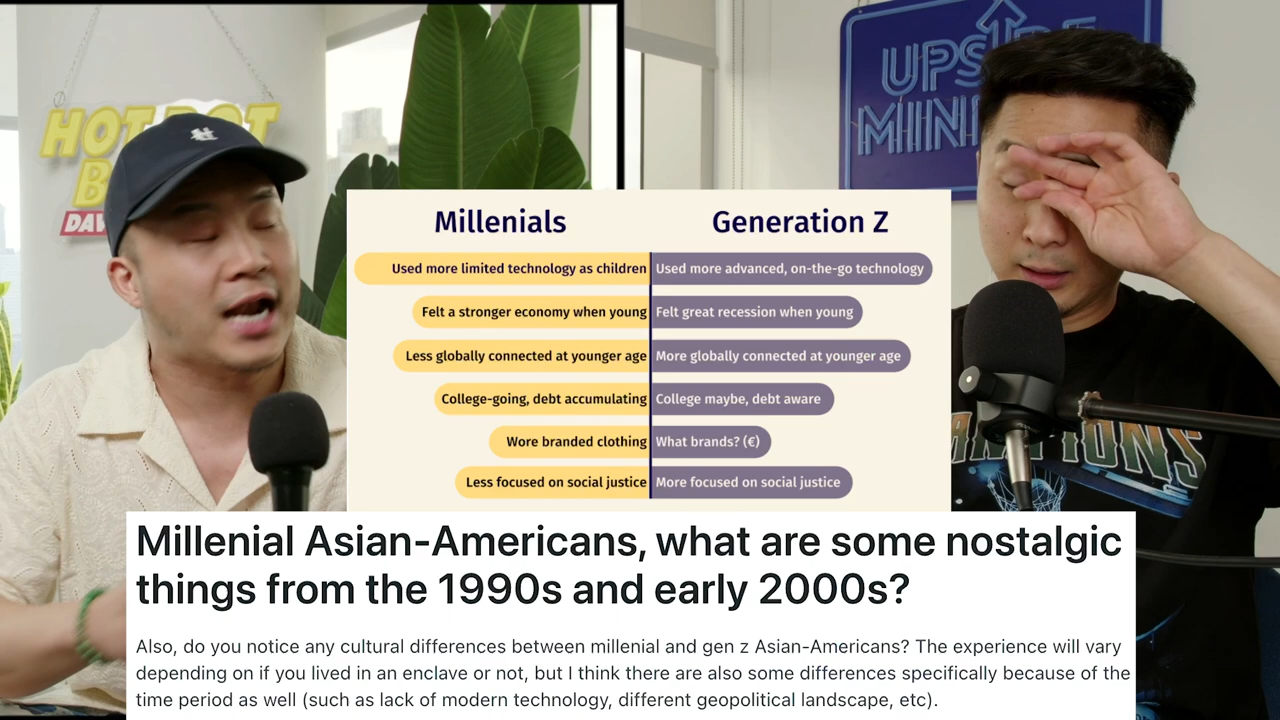 HOT POT
B
DAV
UPS
MIN
Millenials
Generation Z
Used more limited technology as children
Used more advanced, on-the-go technology
Felt a stronger economy when young
Felt great recession when young
Less globally connected at younger age
More globally connected at younger age
College-going, debt accumulating
College maybe, debt aware
Wore branded clothing
What brands? (€)
Less focused on social justice
More focused on social justice
Millenial Asian-Americans, what are some nostalgic
things from the 1990s and early 2000s?
Also, do you notice any cultural differences between millenial and gen z Asian-Americans? The experience will vary
depending on if you lived in an enclave or not, but I think there are also some differences specifically because of the
time period as well (such as lack of modern technology, different geopolitical landscape, etc).